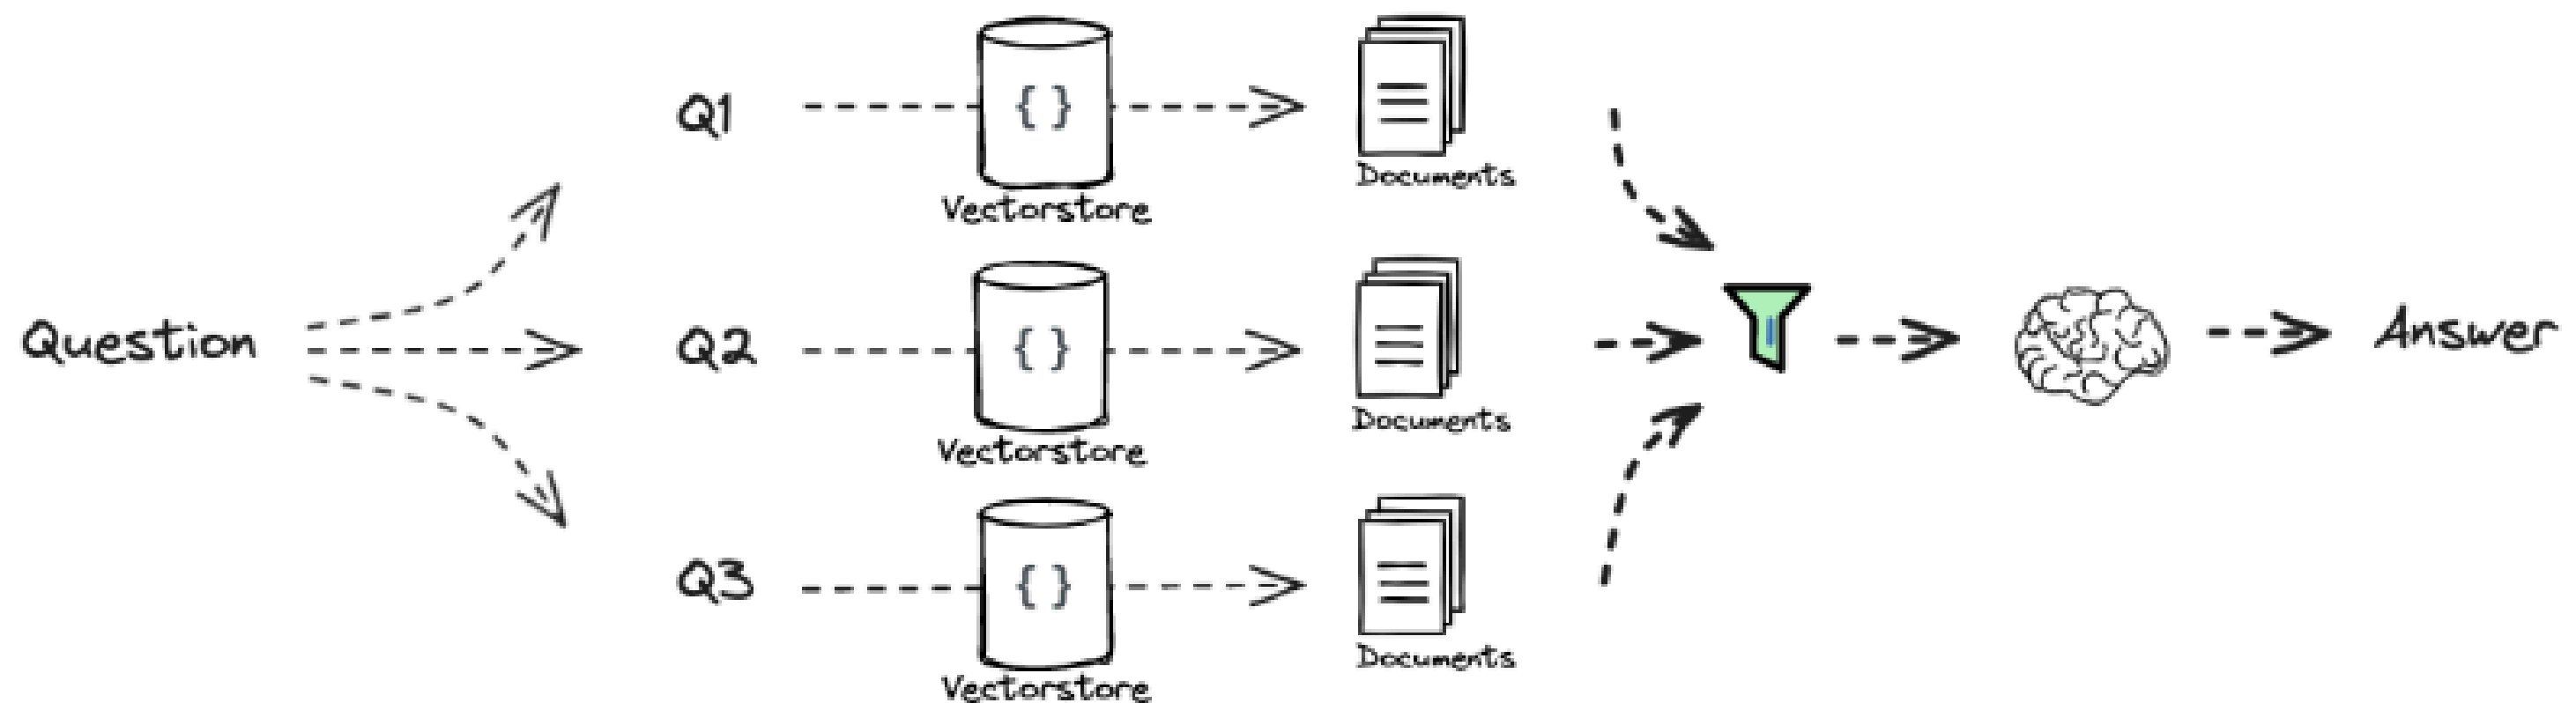 Question
Q1
{ }
Vectorstore
Documents
Q2
{ }
Vectorstore
Documents
Q3
{ }
Vectorstore
Documents
Answer